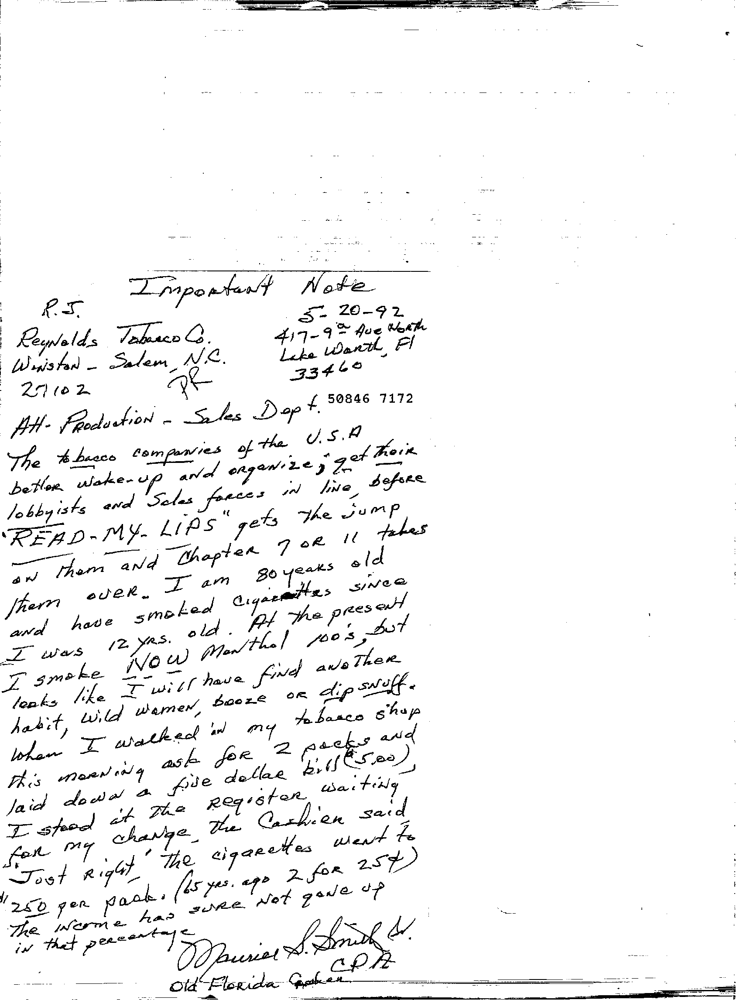 Important Note
R.J.
5-20-92
Reynolds Tobacco Co.
417-9th Ave North
Winston-Salem, N.C.
Lake Worth, Fl
27102
33460
PR
50846 7172
Att- Production - Sales Dept.
The tobacco companies of the U.S.A
better wake-up and organize; get their
lobbyists and Sales forces in line, before
"READ-MY-LIPS" gets the jump
on them and Chapter 7 or 11 takes
them over. I am 80 years old
and have smoked cigarettes since
I was 12 yrs. old. At the present
I smoke NOW Menthol 100's, but
looks like I will have find another
habit, wild women, booze or dip snuff.
When I walked in my tobacco shop
this morning ask for 2 packs and
laid down a five dollar bill ($5.00),
I stood at the register waiting
for my change, the Cashier said
"Just Right," The cigarettes went to
250 per pack. (65 yrs. ago 2 for 25¢)
The income has sure not gone up
in that percentage
S. Smith Sr.
CPA
Old Florida